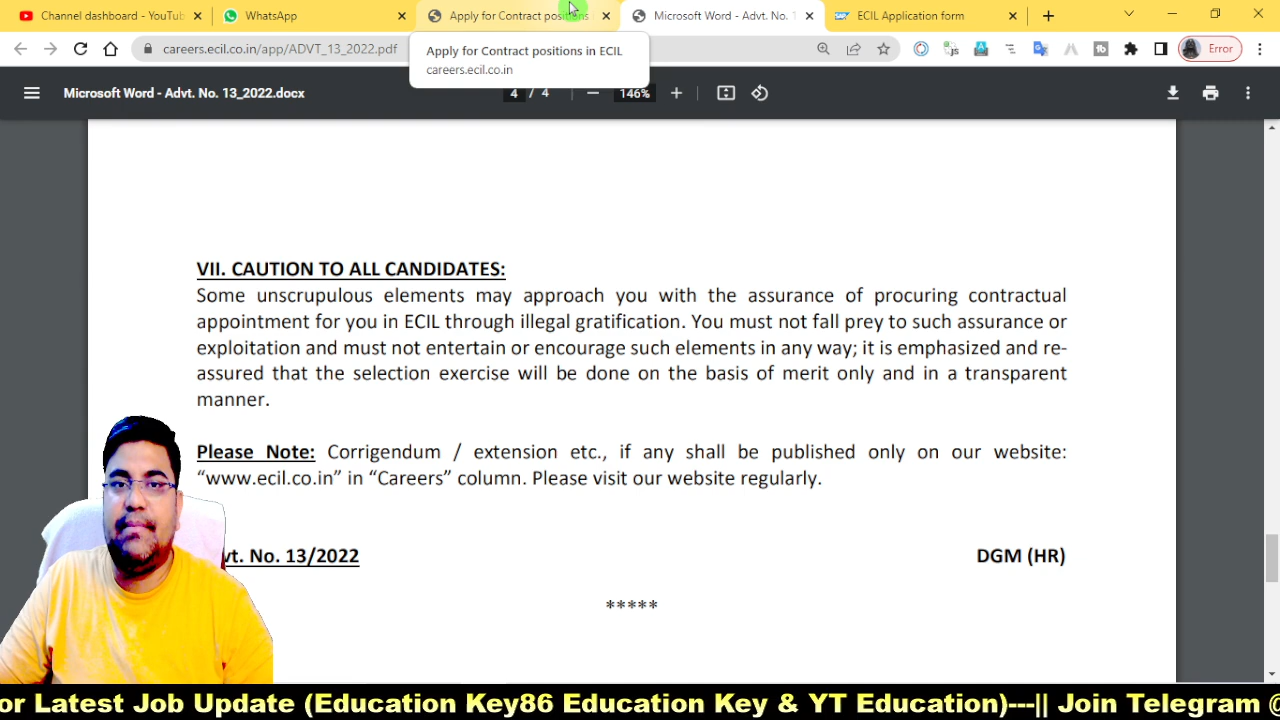 Channel dashboard - YouTub
WhatsApp
Apply for Contract positions
Microsoft Word - Advt. No. 1
ECIL Application form
careers.ecil.co.in/app/ADVT_13_2022.pdf
Error
Apply for Contract positions in ECIL
careers.ecil.co.in
Microsoft Word - Advt. No. 13_2022.docx
4 / 4
146%
VII. CAUTION TO ALL CANDIDATES:
Some unscrupulous elements may approach you with the assurance of procuring contractual
appointment for you in ECIL through illegal gratification. You must not fall prey to such assurance or
exploitation and must not entertain or encourage such elements in any way; it is emphasized and re-
assured that the selection exercise will be done on the basis of merit only and in a transparent
manner.
Please Note: Corrigendum / extension etc., if any shall be published only on our website:
“www.ecil.co.in” in “Careers” column. Please visit our website regularly.
vt. No. 13/2022
DGM (HR)
*****
or Latest Job Update (Education Key86 Education Key & YT Education)---|| Join Telegram @